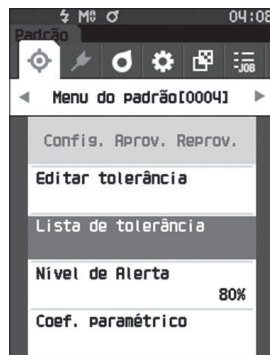 04:08
Padrão
-JOB
Menu do padrão[0004]
Config. Aprov. Reprov.
Editar tolerância
Lista de tolerância
Nível de Alerta
80%
Coef. paramétrico